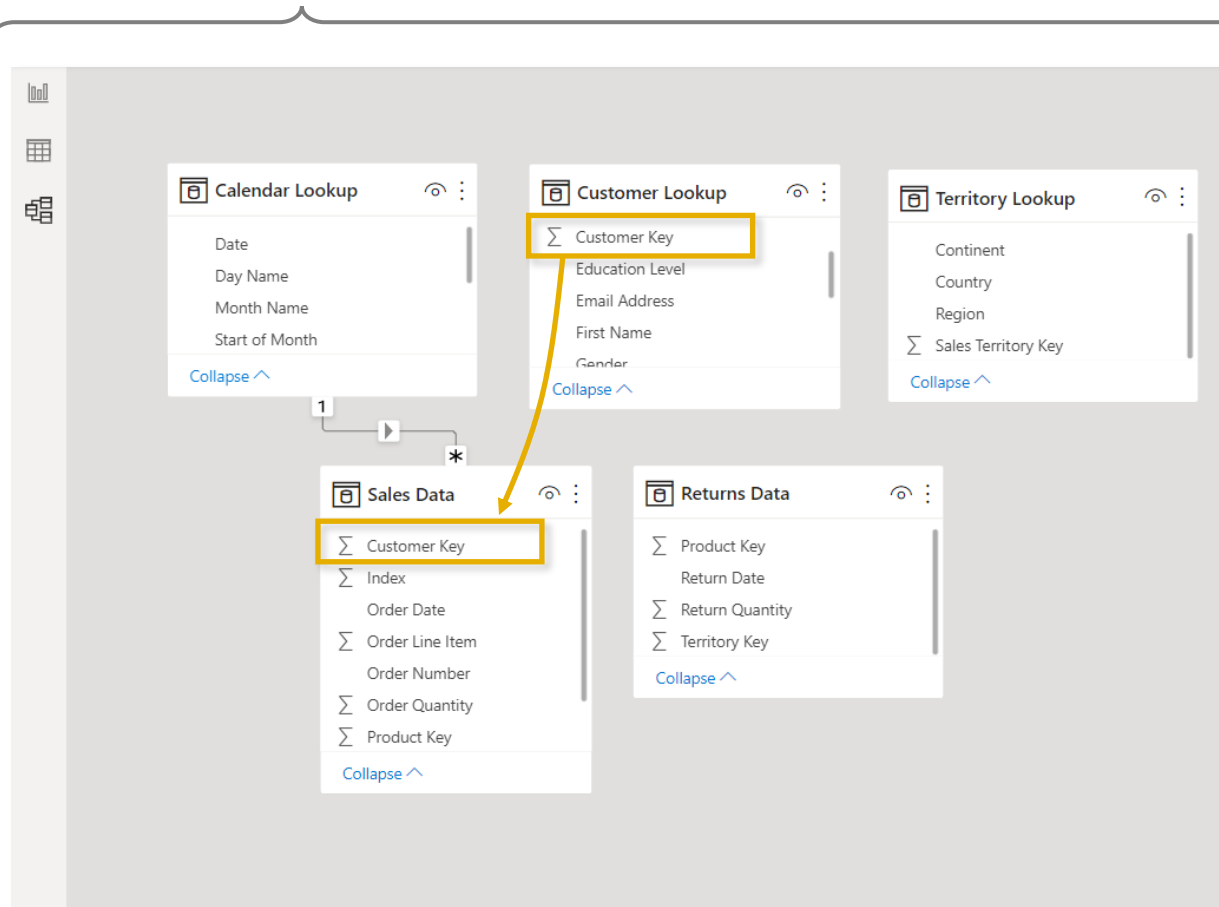 Calendar Lookup
Date
Day Name
Month Name
Start of Month
Collapse
Customer Lookup
Customer Key
Education Level
Email Address
First Name
Gender
Collapse
Territory Lookup
Continent
Country
Region
Sales Territory Key
Collapse
1
*
Sales Data
Customer Key
Index
Order Date
Order Line Item
Order Number
Order Quantity
Product Key
Collapse
Returns Data
Product Key
Return Date
Return Quantity
Territory Key
Collapse